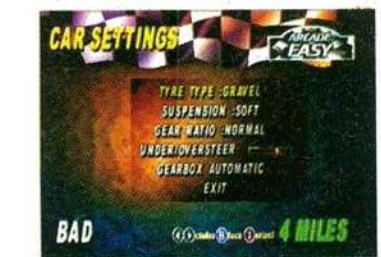 CAR SETTINGS
ARCADE
EASY
TYRE TYPE :GRAVEL
SUSPENSION :SOFT
GEAR RATIO :NORMAL
UNDER/OVERSTEER
GEARBOX AUTOMATIC
EXIT
BAD
4 MILES